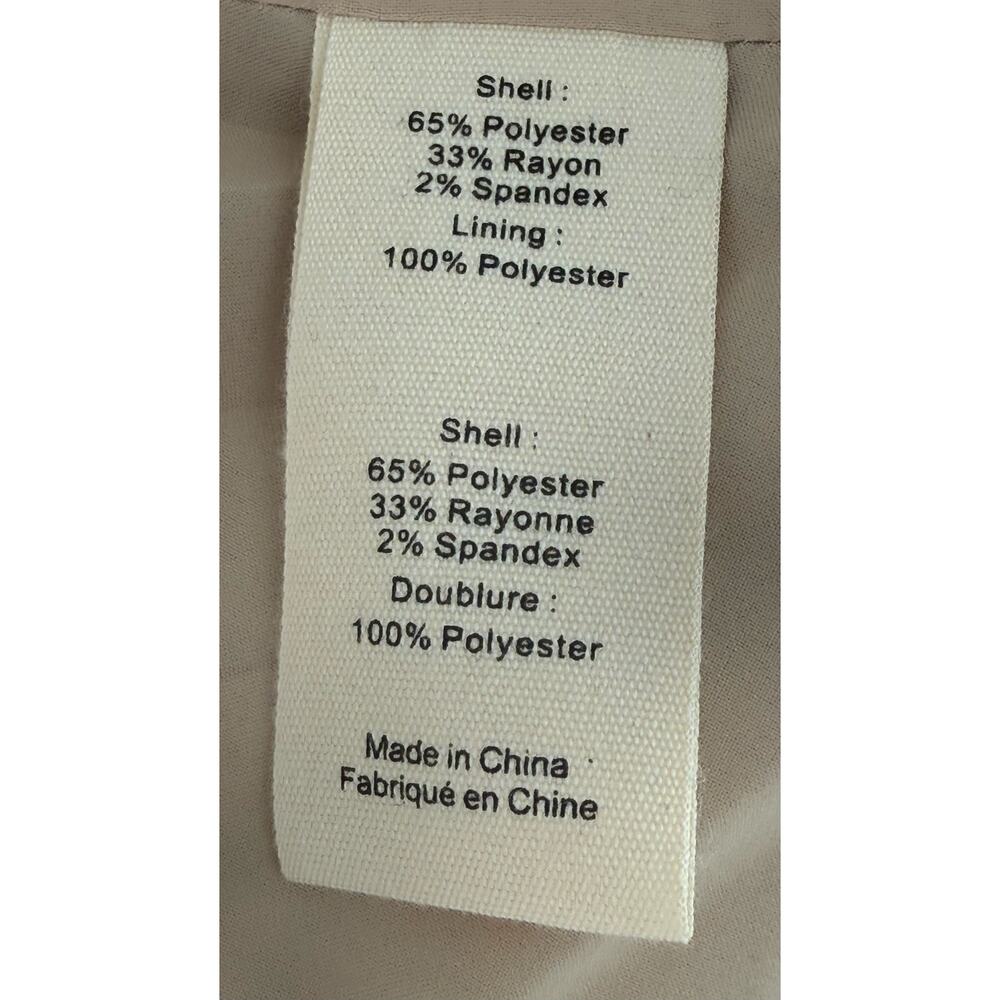 Shell :
65% Polyester
33% Rayon
2% Spandex
Lining :
100% Polyester
Shell :
65% Polyester
33% Rayonne
2% Spandex
Doublure :
100% Polyester
Made in China
Fabriqué en Chine